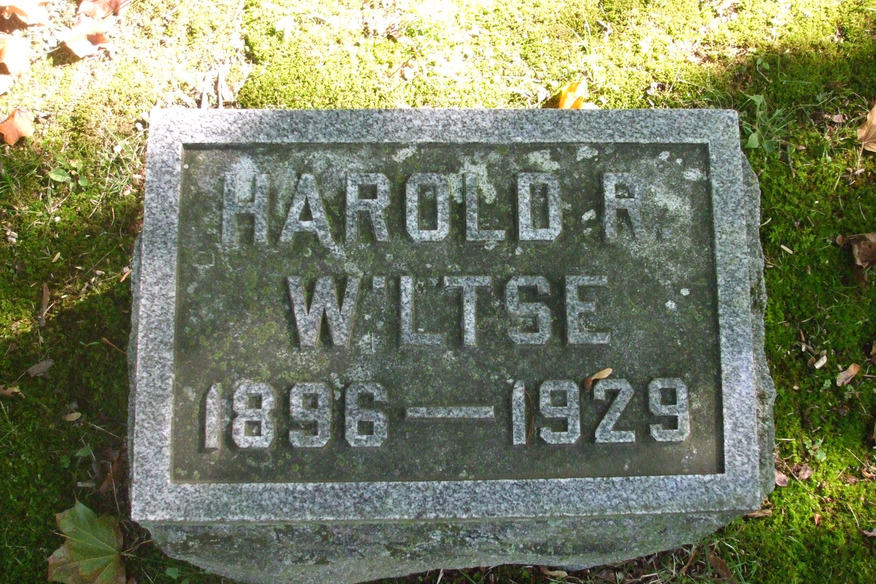 HAROLD R.
WILTSE
1896 — 1929